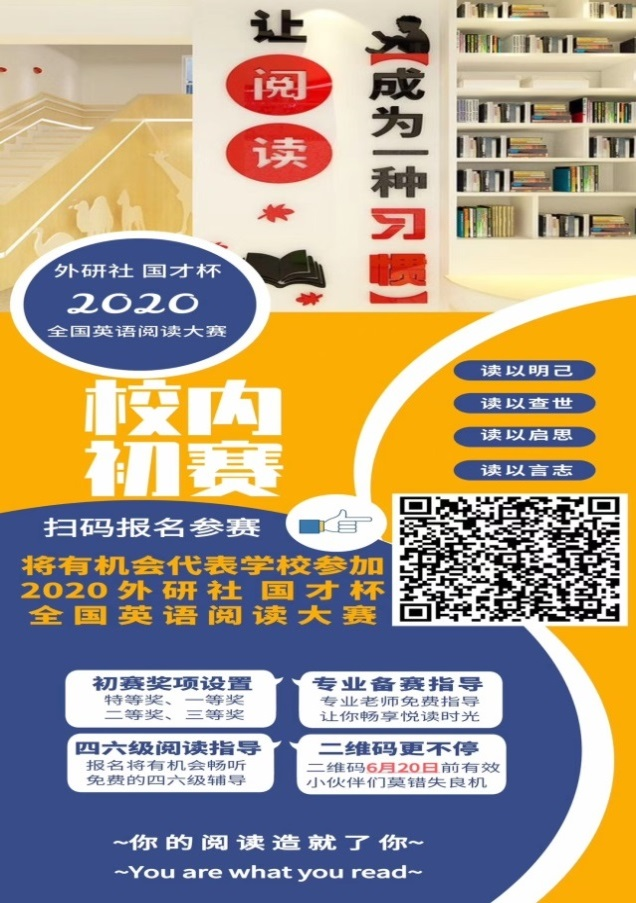 让
阅
读
【成为一种习惯】
外研社 国才杯
2020
全国英语阅读大赛
校内
初赛
读以明己
读以查世
读以启思
读以言志
扫码报名参赛
将有机会代表学校参加
2020外研社 国才杯
全国英语阅读大赛
初赛奖项设置
特等奖、一等奖
二等奖、三等奖
专业备赛指导
专业老师免费指导
让你畅享悦读时光
四六级阅读指导
报名将有机会畅听
免费的四六级辅导
二维码更不停
二维码6月20日前有效
小伙伴们莫错失良机
~你的阅读造就了你~
~You are what you read~